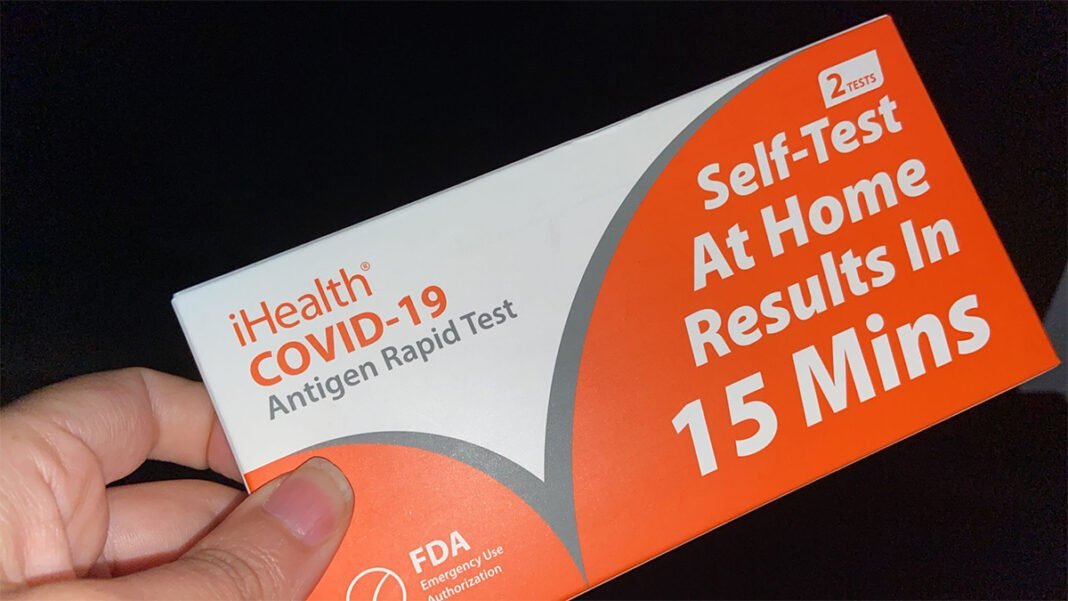 iHealth®
COVID-19
Antigen Rapid Test
2 TESTS
Self-Test
At Home
Results In
15 Mins
FDA
Emergency Use
Authorization